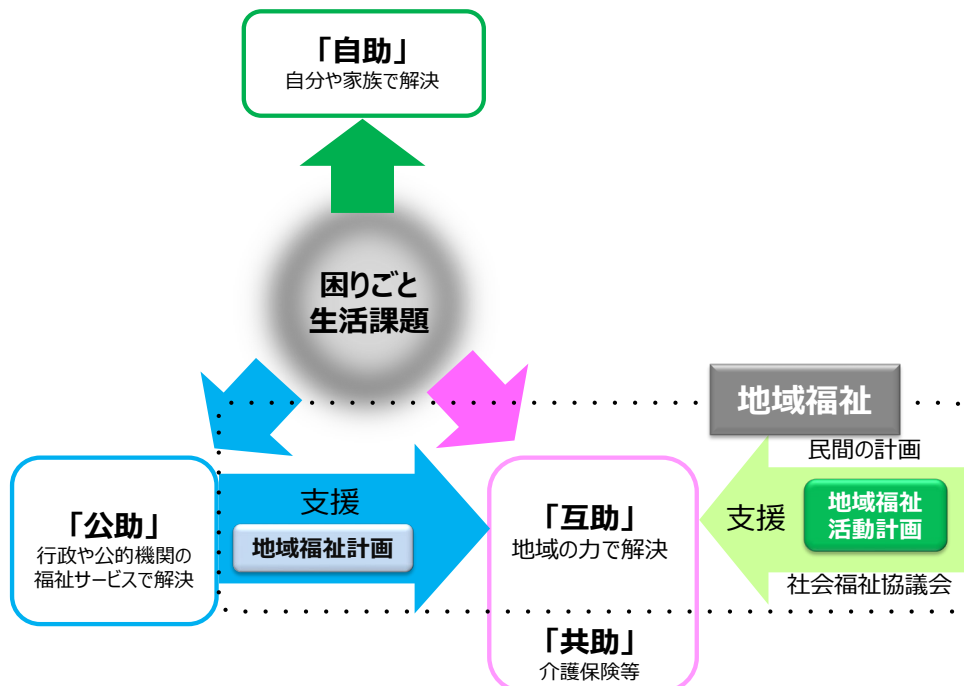 「自助」
自分や家族で解決
困りごと
生活課題
地域福祉
民間の計画
「公助」
行政や公的機関の
福祉サービスで解決
支援
地域福祉計画
「互助」
地域の力で解決
支援
地域福祉
活動計画
社会福祉協議会
「共助」
介護保険等